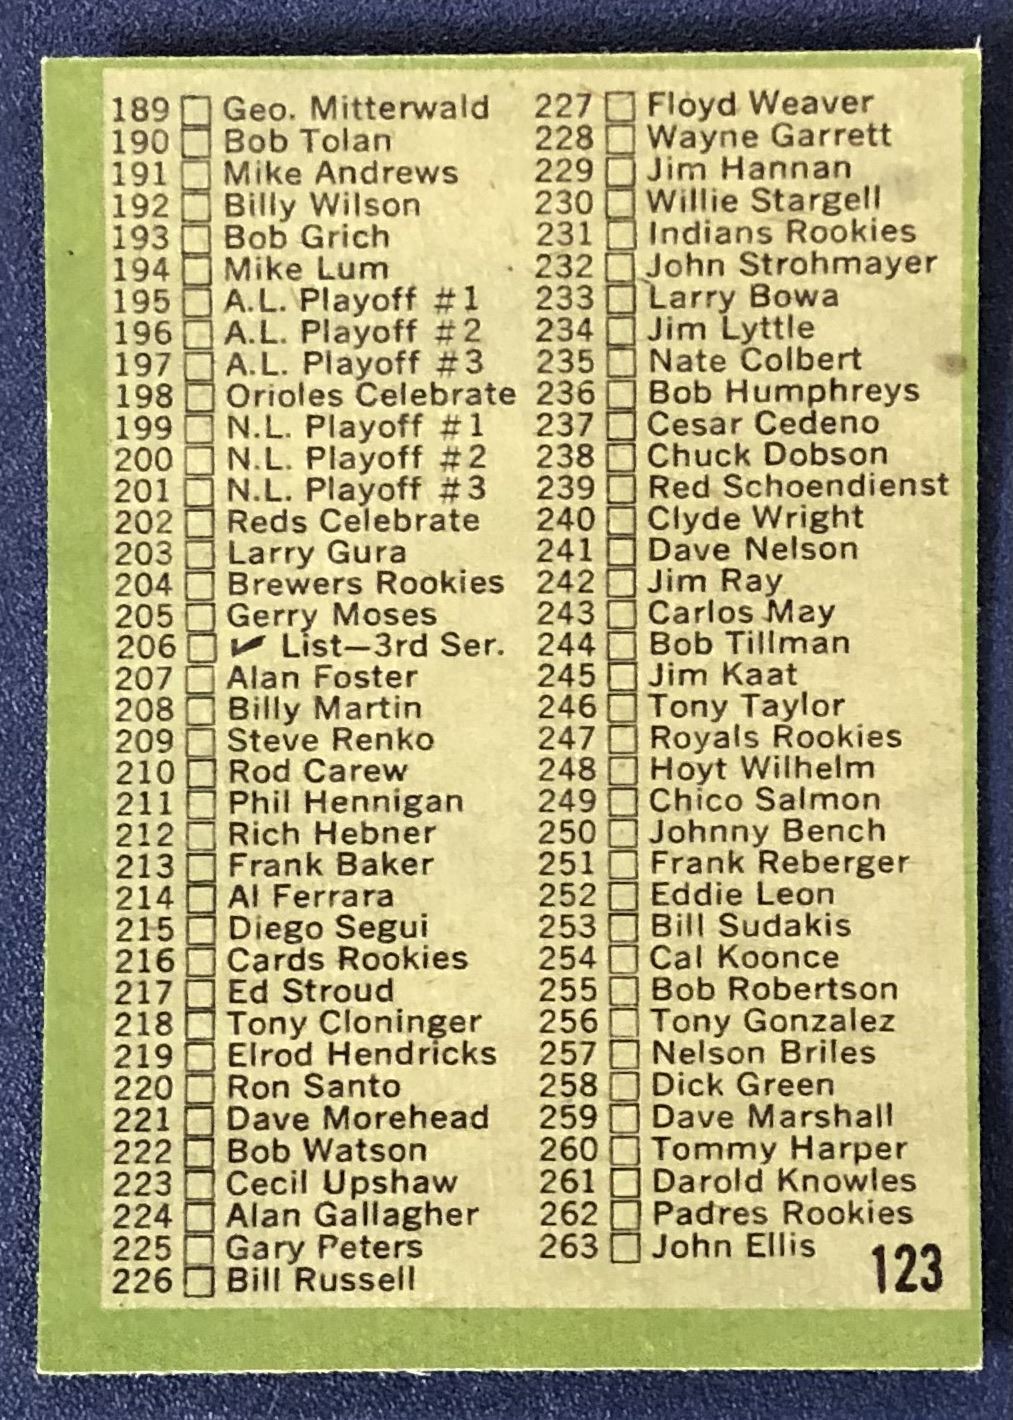 189 Geo. Mitterwald
190 Bob Tolan
191 Mike Andrews
192 Billy Wilson
193 Bob Grich
194 Mike Lum
195 A.L. Playoff #1
196 A.L. Playoff #2
197 A.L. Playoff #3
198 Orioles Celebrate
199 N.L. Playoff #1
200 N.L. Playoff #2
201 N.L. Playoff #3
202 Reds Celebrate
203 Larry Gura
204 Brewers Rookies
205 Gerry Moses
206 ✔ List—3rd Ser.
207 Alan Foster
208 Billy Martin
209 Steve Renko
210 Rod Carew
211 Phil Hennigan
212 Rich Hebner
213 Frank Baker
214 Al Ferrara
215 Diego Segui
216 Cards Rookies
217 Ed Stroud
218 Tony Cloninger
219 Elrod Hendricks
220 Ron Santo
221 Dave Morehead
222 Bob Watson
223 Cecil Upshaw
224 Alan Gallagher
225 Gary Peters
226 Bill Russell
227 Floyd Weaver
228 Wayne Garrett
229 Jim Hannan
230 Willie Stargell
231 Indians Rookies
232 John Strohmayer
233 Larry Bowa
234 Jim Lyttle
235 Nate Colbert
236 Bob Humphreys
237 Cesar Cedeno
238 Chuck Dobson
239 Red Schoendienst
240 Clyde Wright
241 Dave Nelson
242 Jim Ray
243 Carlos May
244 Bob Tillman
245 Jim Kaat
246 Tony Taylor
247 Royals Rookies
248 Hoyt Wilhelm
249 Chico Salmon
250 Johnny Bench
251 Frank Reberger
252 Eddie Leon
253 Bill Sudakis
254 Cal Koonce
255 Bob Robertson
256 Tony Gonzalez
257 Nelson Briles
258 Dick Green
259 Dave Marshall
260 Tommy Harper
261 Darold Knowles
262 Padres Rookies
263 John Ellis
123